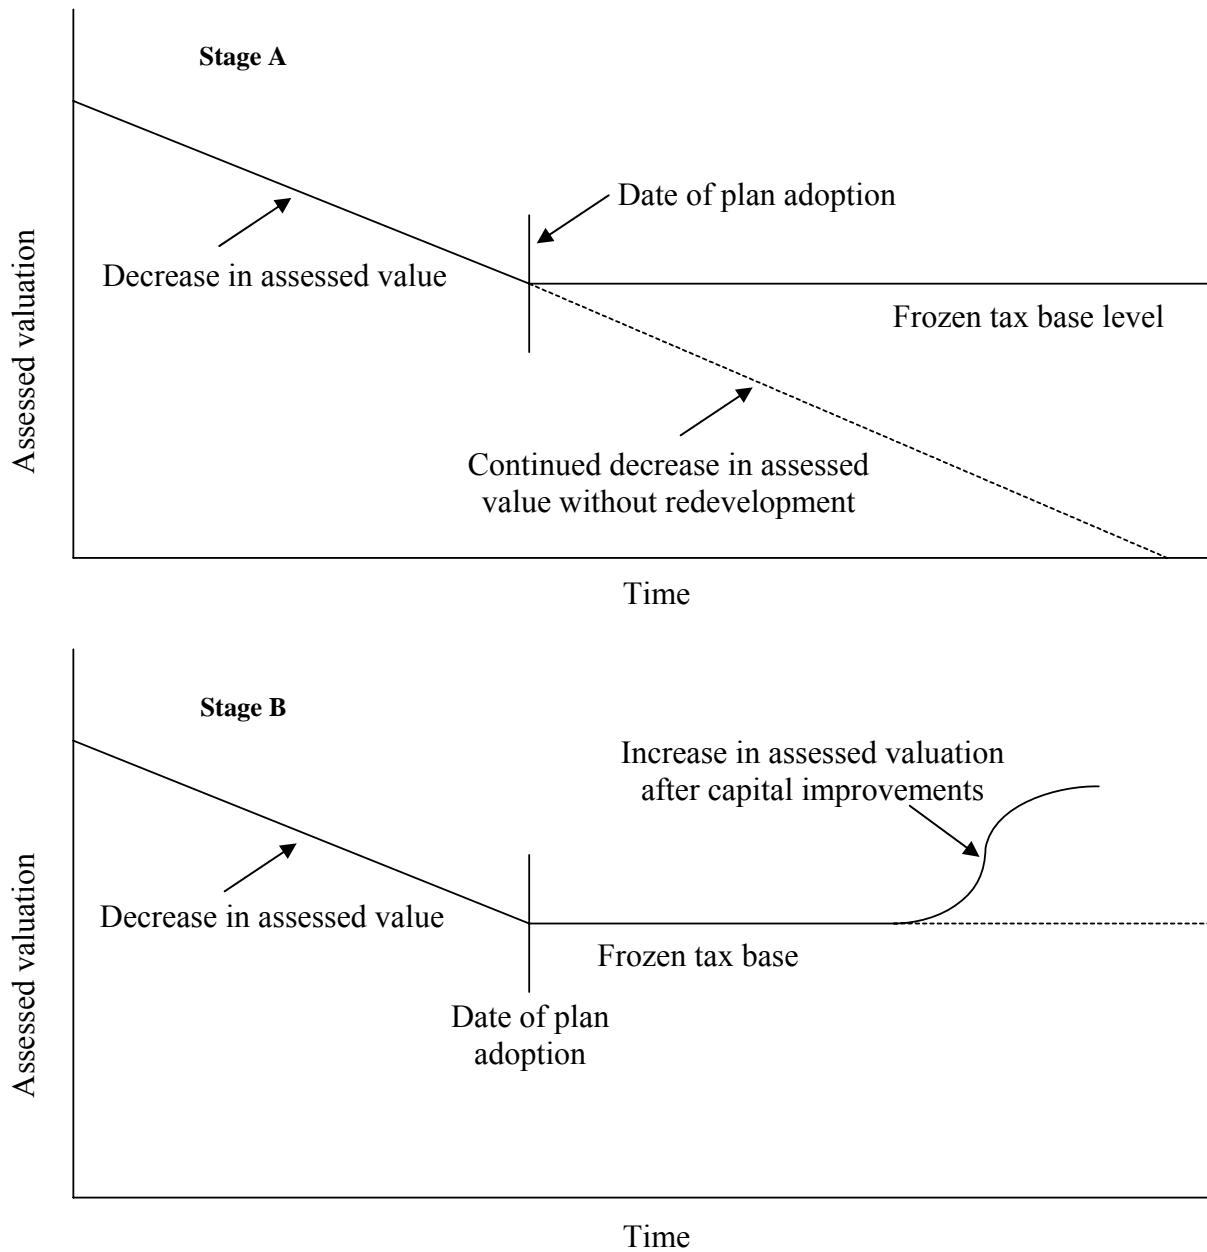 Stage A
Date of plan adoption
Decrease in assessed value
Frozen tax base level
Continued decrease in assessed
value without redevelopment
Assessed valuation
Time
Stage B
Increase in assessed valuation
after capital improvements
Decrease in assessed value
Frozen tax base
Date of plan
adoption
Assessed valuation
Time